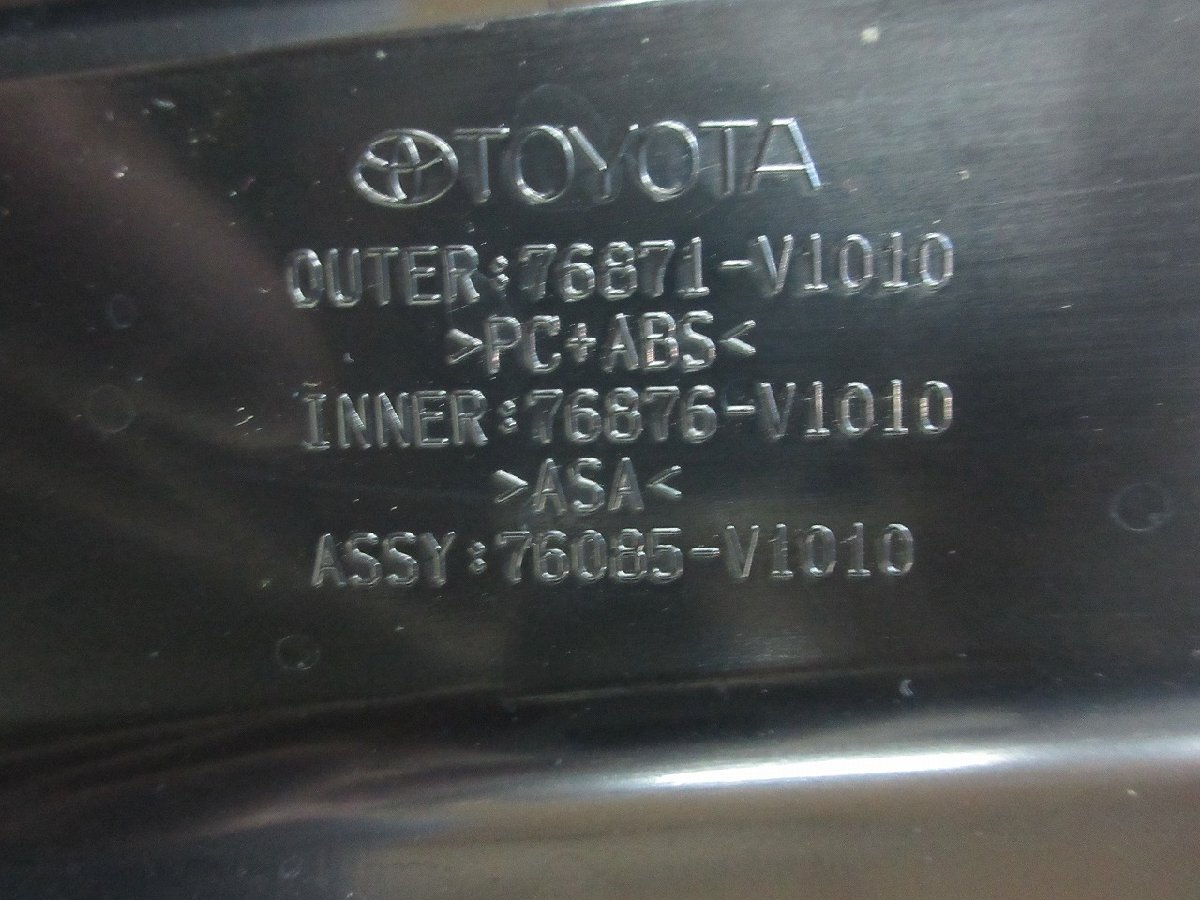 TOYOTA
OUTER:76871-V1010
>PC+ABS<
INNER:76876-V1010
>ASA<
ASSY:76085-V1010